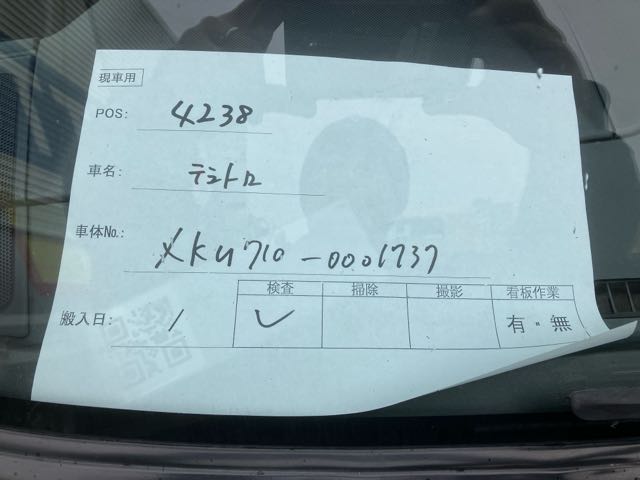 現車用
POS: 4238
車名: デュトロ
車体No.: XKU710-0001737
検査 掃除 撮影 看板作業
搬入日: / ✓ 有・無